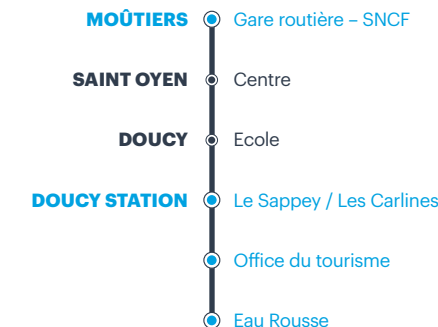 MOÛTIERS Gare routière – SNCF
SAINT OYEN Centre
DOUCY Ecole
DOUCY STATION Le Sappey / Les Carlines
Office du tourisme
Eau Rousse